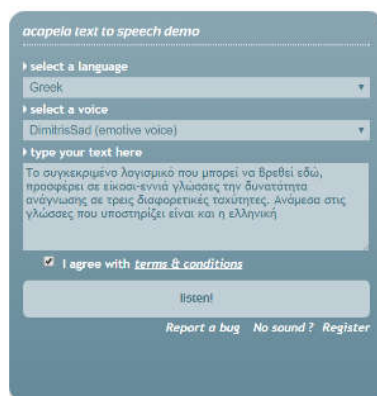 acapela text to speech demo
select a language
Greek
select a voice
DimitrisSad (emotive voice)
type your text here
Το συγκεκριμένο λογισμικό που μπορεί να βρεθεί εδώ,
προσφέρει σε είκοσι-εννιά γλώσσες την δυνατότητα
ανάγνωσης σε τρεις διαφορετικές ταχύτητες. Ανάμεσα στις
γλώσσες που υποστηρίζει είναι και η ελληνική
I agree with terms & conditions
listen!
Report a bug No sound ? Register